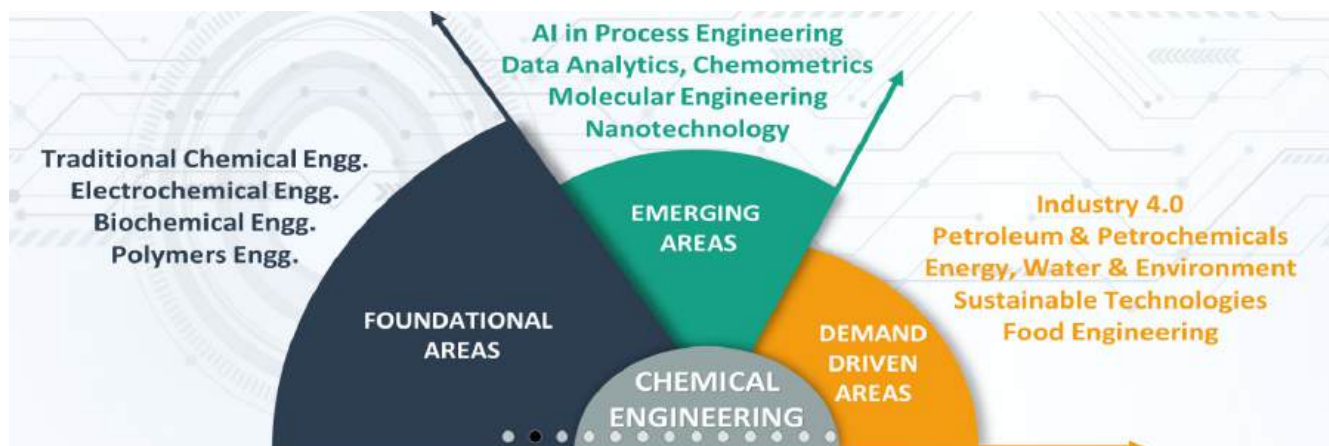 AI in Process Engineering
Data Analytics, Chemometrics
Molecular Engineering
Nanotechnology
Traditional Chemical Engg.
Electrochemical Engg.
Biochemical Engg.
Polymers Engg.
EMERGING
AREAS
Industry 4.0
Petroleum & Petrochemicals
Energy, Water & Environment
Sustainable Technologies
Food Engineering
FOUNDATIONAL
AREAS
DEMAND
DRIVEN
AREAS
CHEMICAL
ENGINEERING